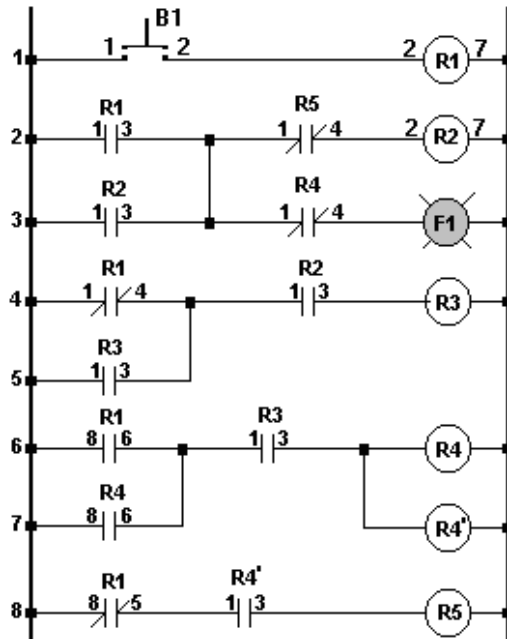 B1
1 1 2 2 R1 7
R1 R5
2 1 3 1 4 2 R2 7
R2 R4
3 1 3 1 4 F1
R1 R2
4 1 4 1 3 R3
R3
5 1 3
R1 R3
6 8 6 1 3 R4
R4
7 8 6 R4'
R1 R4'
8 8 5 1 3 R5